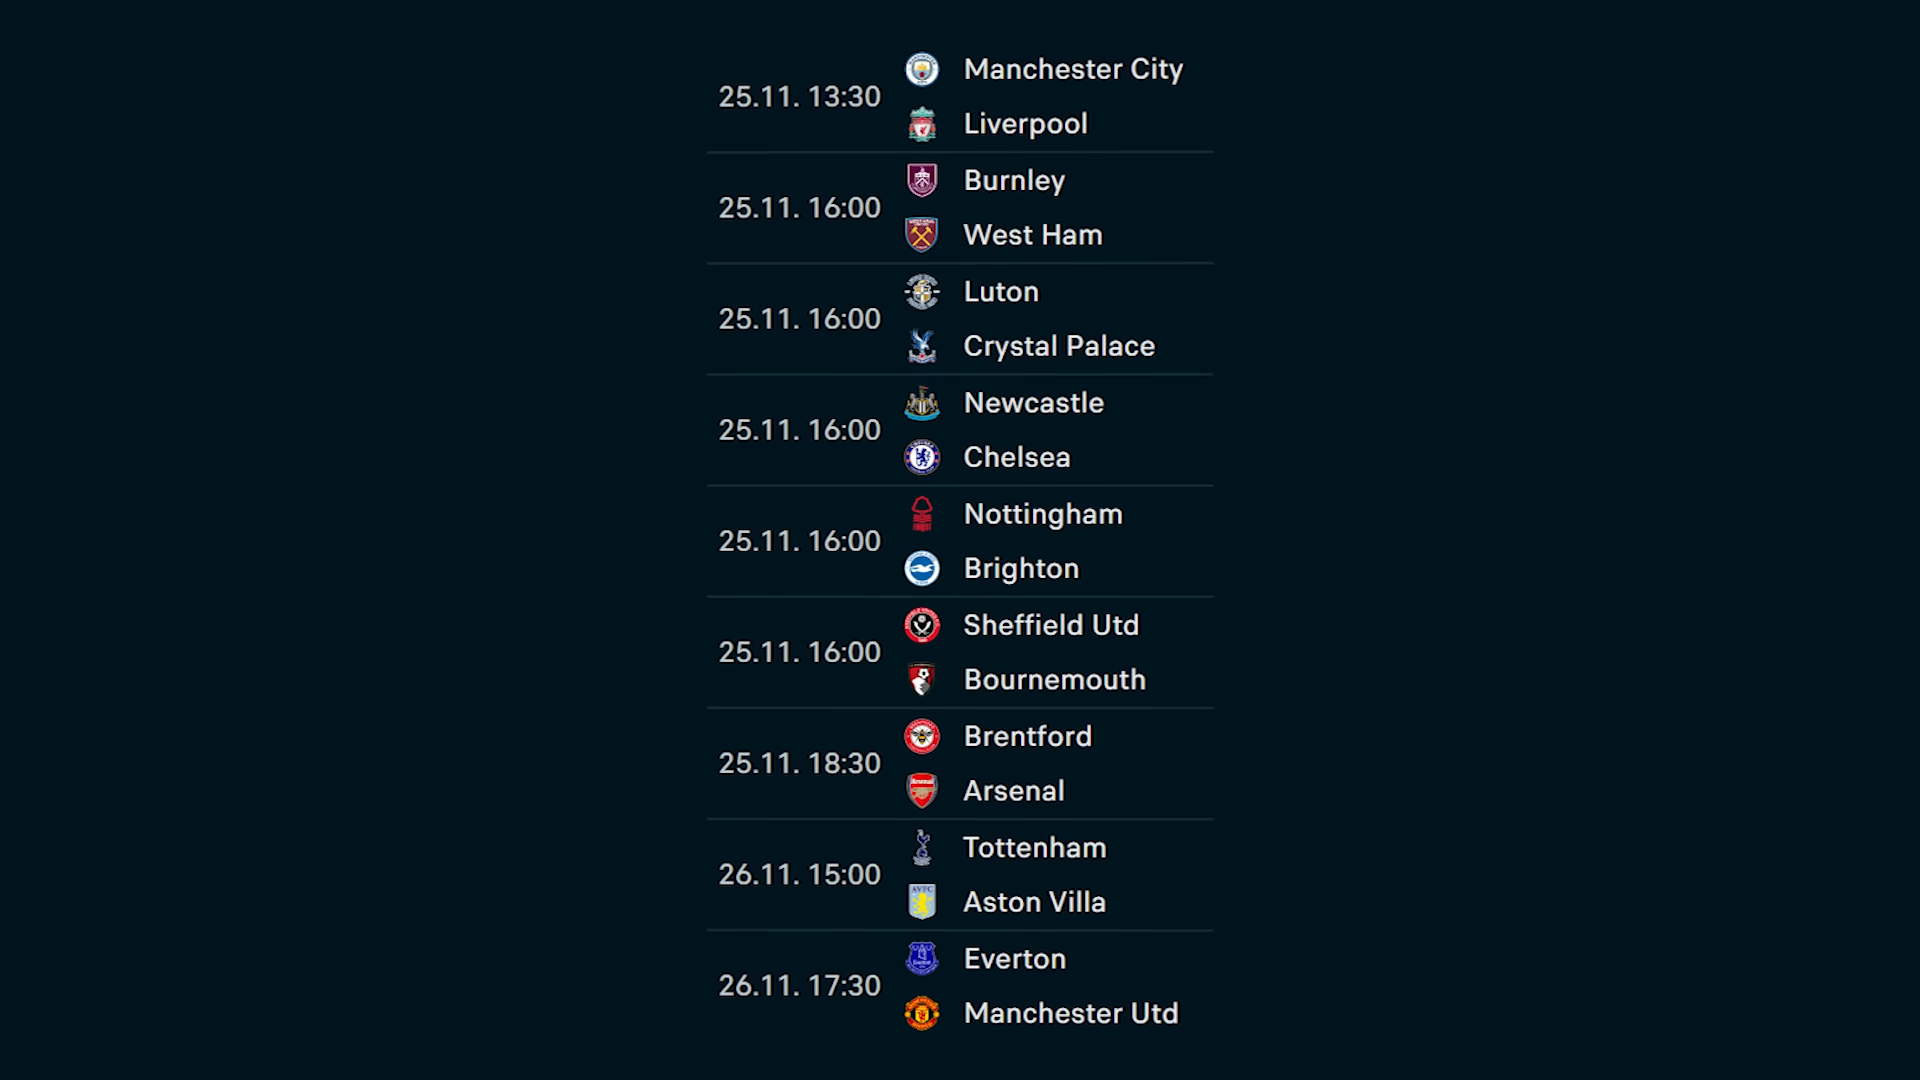 25.11. 13:30
Manchester City
Liverpool
25.11. 16:00
Burnley
West Ham
25.11. 16:00
Luton
Crystal Palace
25.11. 16:00
Newcastle
Chelsea
25.11. 16:00
Nottingham
Brighton
25.11. 16:00
Sheffield Utd
Bournemouth
25.11. 18:30
Brentford
Arsenal
26.11. 15:00
Tottenham
AVFC
Aston Villa
26.11. 17:30
Everton
Manchester Utd